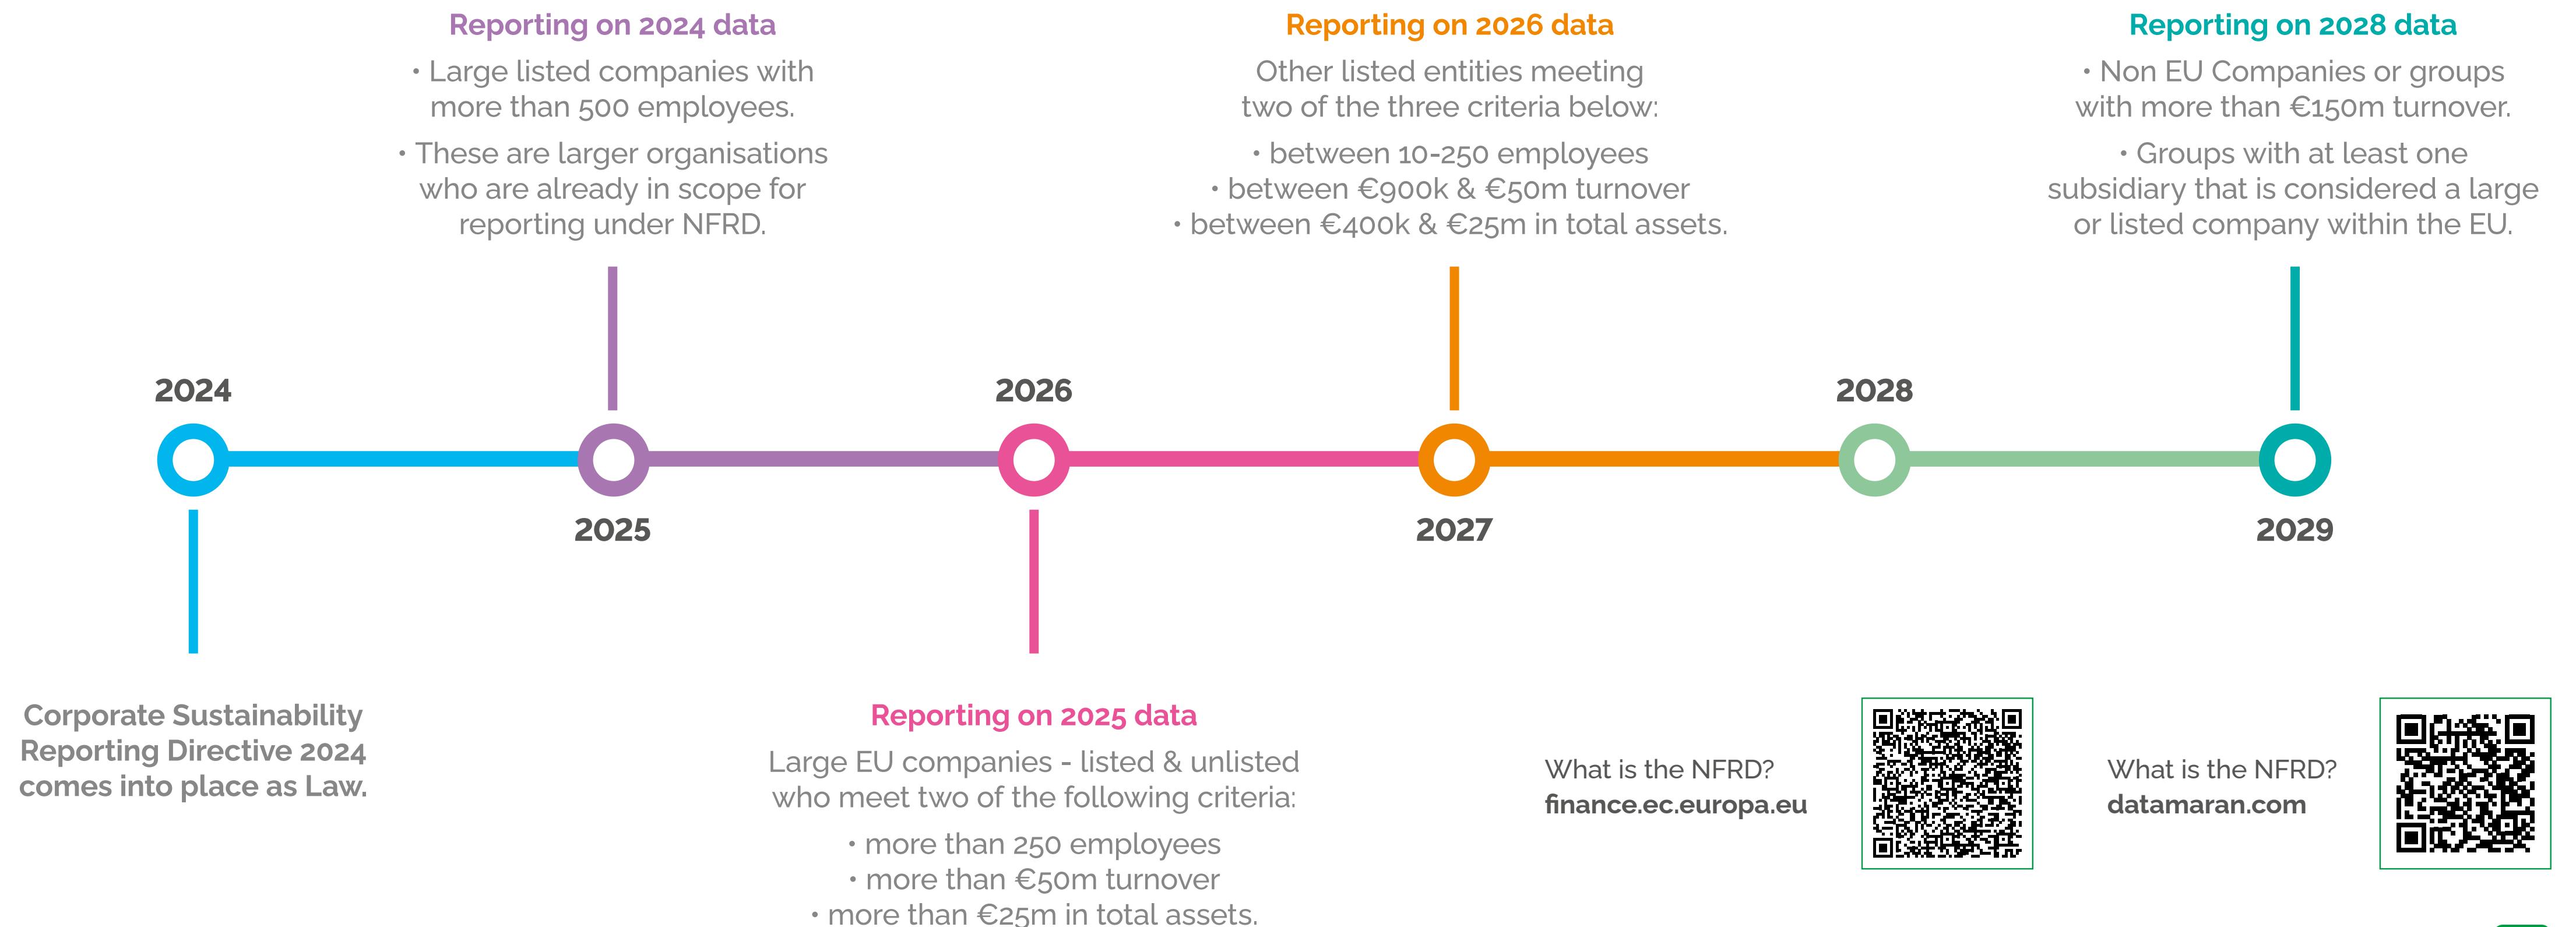 Reporting on 2024 data
• Large listed companies with
more than 500 employees.
• These are larger organisations
who are already in scope for
reporting under NFRD.
Reporting on 2026 data
Other listed entities meeting
two of the three criteria below:
• between 10-250 employees
• between €900k & €50m turnover
• between €400k & €25m in total assets.
Reporting on 2028 data
• Non EU Companies or groups
with more than €150m turnover.
• Groups with at least one
subsidiary that is considered a large
or listed company within the EU.
2024
2025
2026
2027
2028
2029
Corporate Sustainability
Reporting Directive 2024
comes into place as Law.
Reporting on 2025 data
Large EU companies - listed & unlisted
who meet two of the following criteria:
• more than 250 employees
• more than €50m turnover
• more than €25m in total assets.
What is the NFRD?
finance.ec.europa.eu
What is the NFRD?
datamaran.com